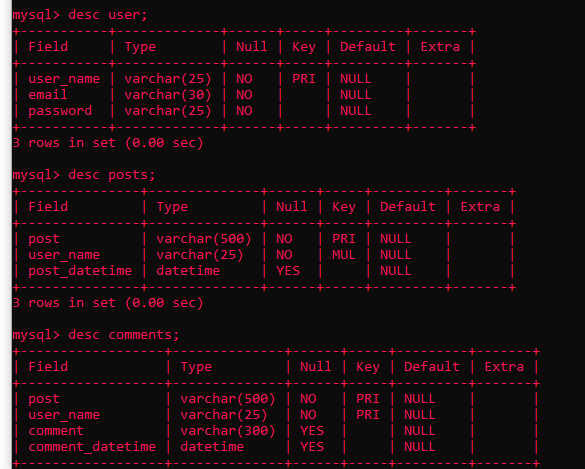 mysql> desc user;
+-----------+-------------+------+-----+---------+-------+
| Field     | Type        | Null | Key | Default | Extra |
+-----------+-------------+------+-----+---------+-------+
| user_name | varchar(25) | NO   | PRI | NULL    |       |
| email     | varchar(30) | NO   |     | NULL    |       |
| password  | varchar(25) | NO   |     | NULL    |       |
+-----------+-------------+------+-----+---------+-------+
3 rows in set (0.00 sec)
mysql> desc posts;
+---------------+--------------+------+-----+---------+-------+
| Field         | Type         | Null | Key | Default | Extra |
+---------------+--------------+------+-----+---------+-------+
| post          | varchar(500) | NO   | PRI | NULL    |       |
| user_name     | varchar(25)  | NO   | MUL | NULL    |       |
| post_datetime | datetime     | YES  |     | NULL    |       |
+---------------+--------------+------+-----+---------+-------+
3 rows in set (0.00 sec)
mysql> desc comments;
+------------------+--------------+------+-----+---------+-------+
| Field            | Type         | Null | Key | Default | Extra |
+------------------+--------------+------+-----+---------+-------+
| post             | varchar(500) | NO   | PRI | NULL    |       |
| user_name        | varchar(25)  | NO   | PRI | NULL    |       |
| comment          | varchar(300) | YES  |     | NULL    |       |
| comment_datetime | datetime     | YES  |     | NULL    |       |
+------------------+--------------+------+-----+---------+-------+